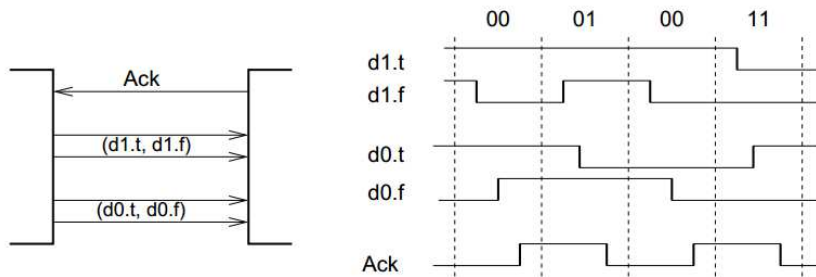 Ack
(d1.t, d1.f)
(d0.t, d0.f)
00 01 00 11
d1.t
d1.f
d0.t
d0.f
Ack